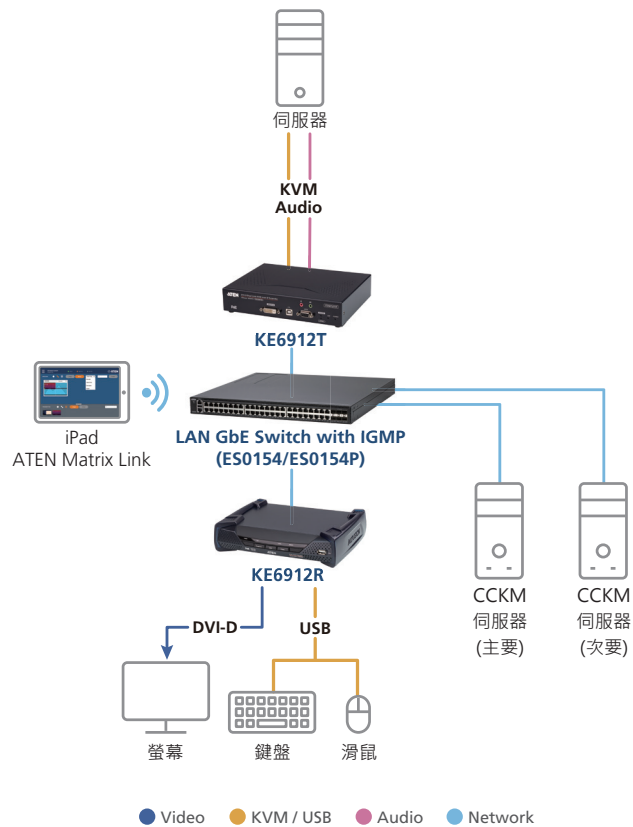 伺服器
KVM
Audio
ATEN
KE6912T
iPad
ATEN Matrix Link
LAN GbE Switch with IGMP
(ES0154/ES0154P)
KE6912R
CCKM
伺服器
(主要)
CCKM
伺服器
(次要)
DVI-D
USB
螢幕
鍵盤
滑鼠
Video
KVM / USB
Audio
Network